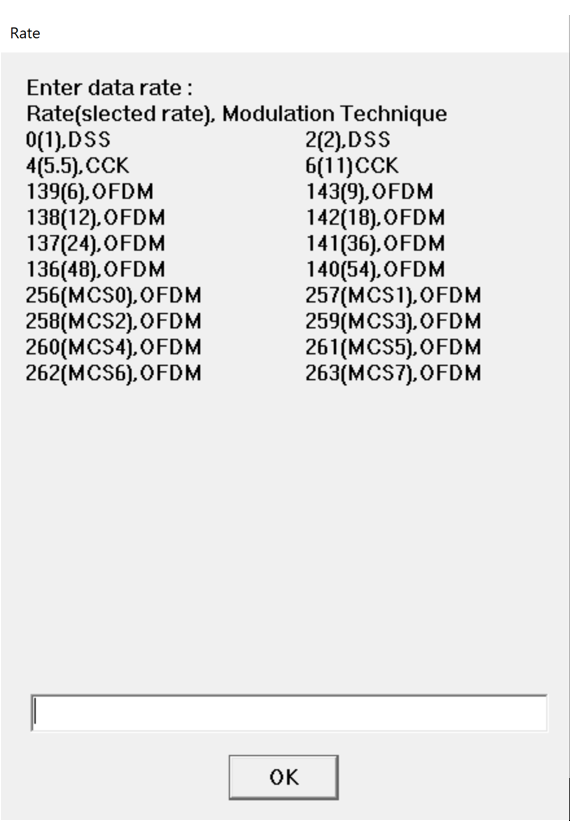 Rate
Enter data rate :
Rate(slected rate), Modulation Technique
0(1),DSS 2(2),DSS
4(5.5),CCK 6(11)CCK
139(6),OFDM 143(9),OFDM
138(12),OFDM 142(18),OFDM
137(24),OFDM 141(36),OFDM
136(48),OFDM 140(54),OFDM
256(MCS0),OFDM 257(MCS1),OFDM
258(MCS2),OFDM 259(MCS3),OFDM
260(MCS4),OFDM 261(MCS5),OFDM
262(MCS6),OFDM 263(MCS7),OFDM
OK